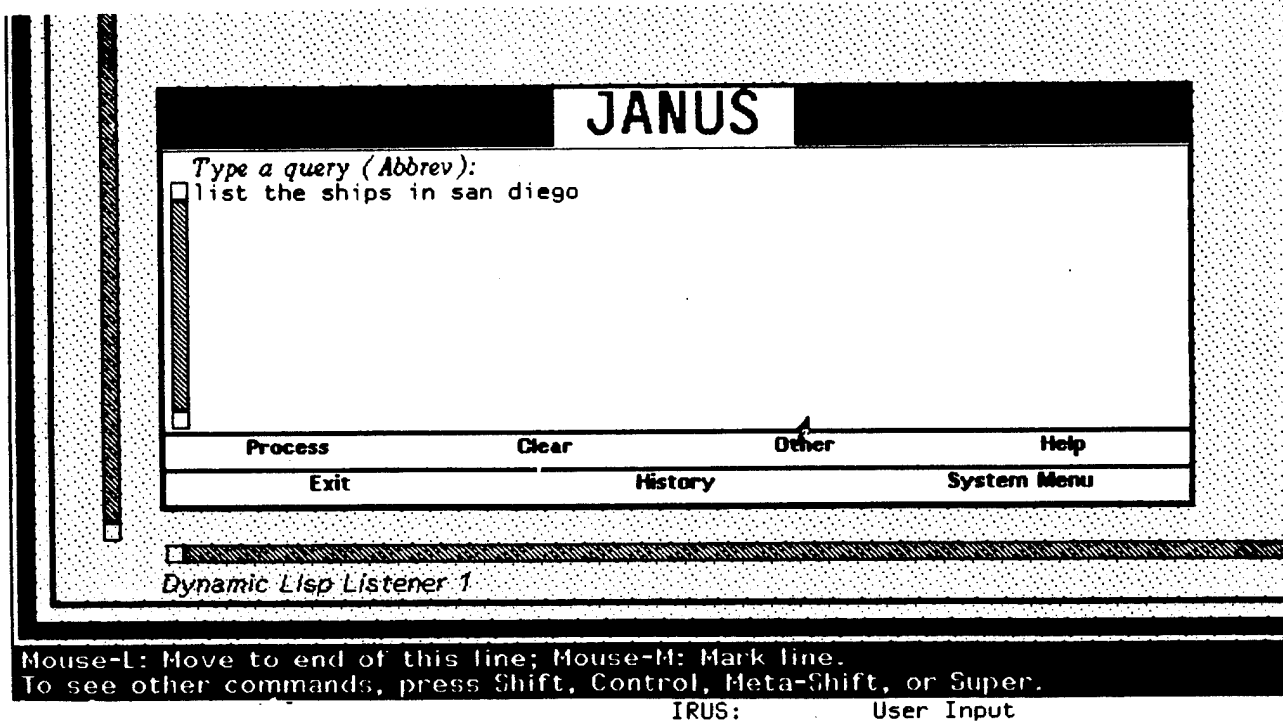 JANUS
Type a query (Abbrev):
list the ships in san diego
Process Clear Other Help
Exit History System Menu
Dynamic Lisp Listener 1
Mouse-L: Move to end of this line; Mouse-M: Mark line.
To see other commands, press Shift, Control, Meta-Shift, or Super.
IRUS: User Input